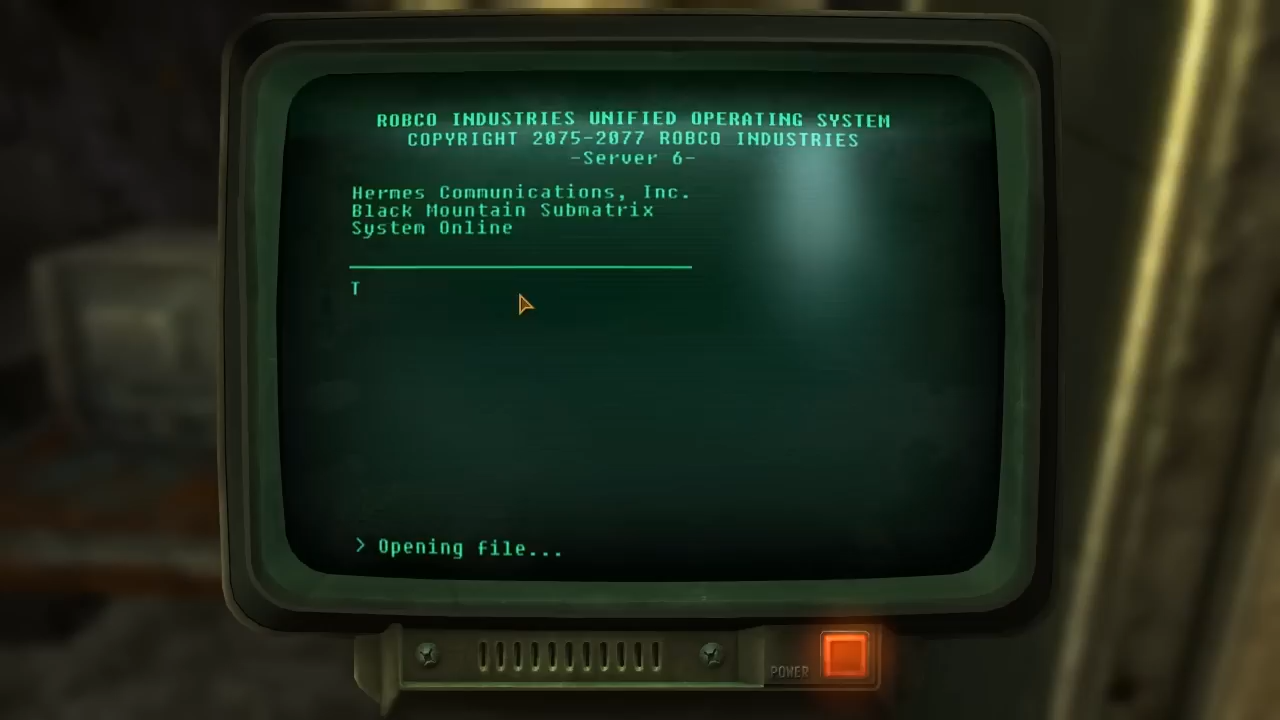 ROBCO INDUSTRIES UNIFIED OPERATING SYSTEM
COPYRIGHT 2075-2077 ROBCO INDUSTRIES
-Server 6-
Hermes Communications, Inc.
Black Mountain Submatrix
System Online
T
> Opening file...
POWER